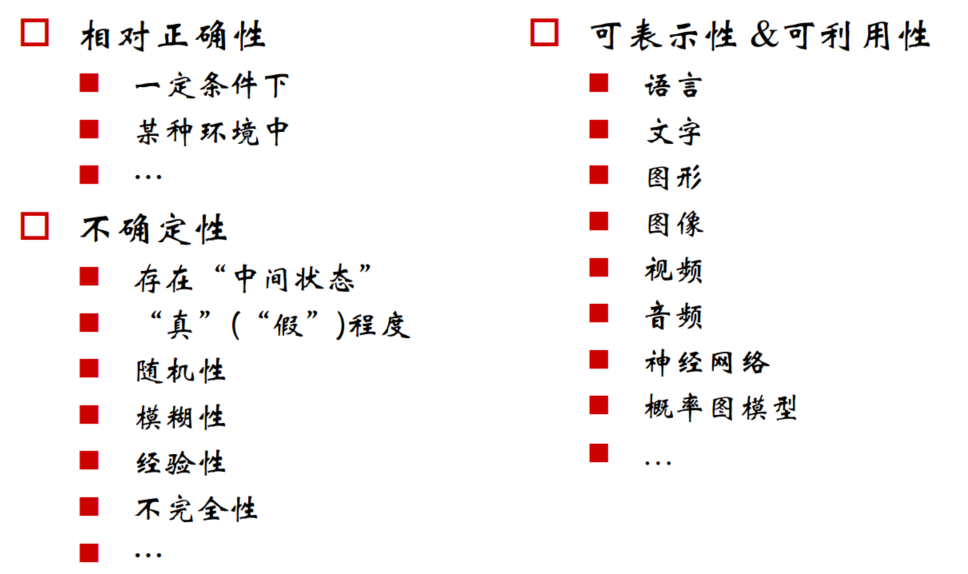 相对正确性
一定条件下
某种环境中
…
不确定性
存在“中间状态”
“真”(“假”)程度
随机性
模糊性
经验性
不完全性
…
可表示性&可利用性
语言
文字
图形
图像
视频
音频
神经网络
概率图模型
…